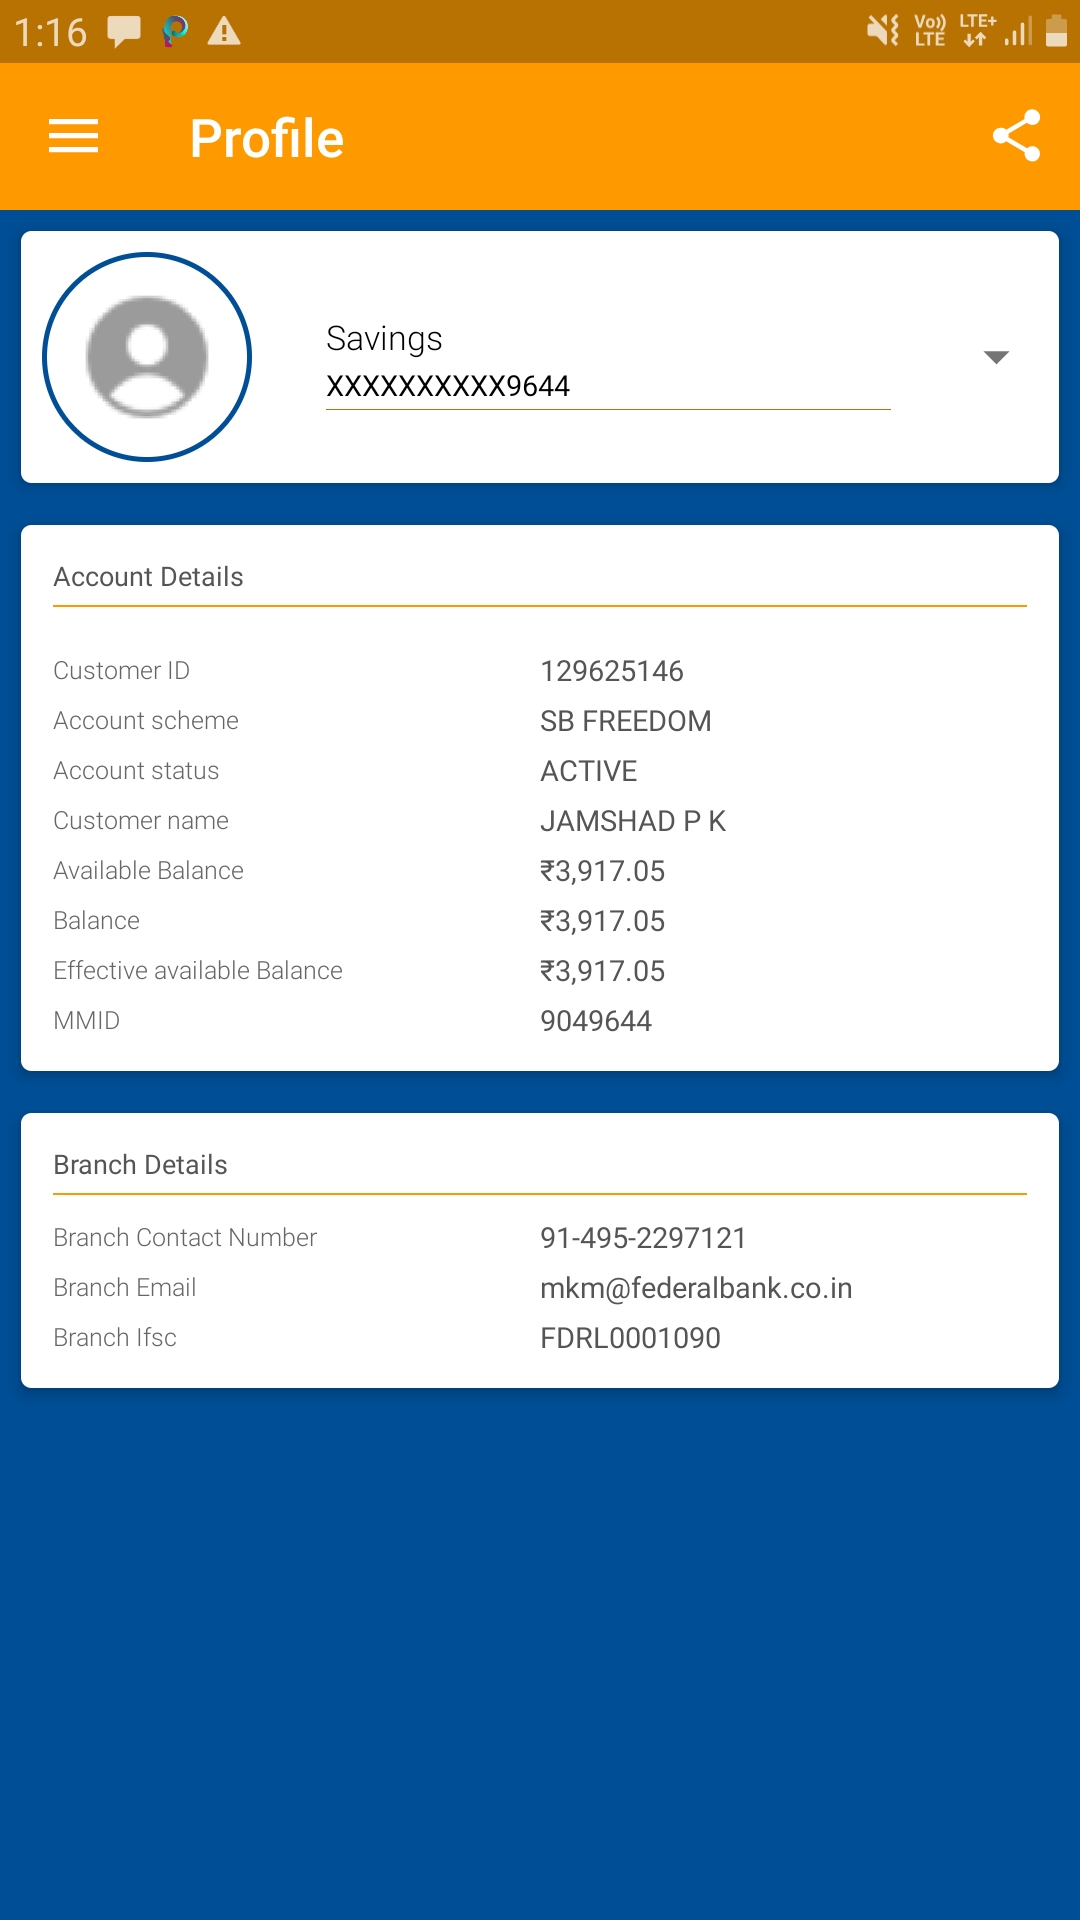 1:16 Vo)) LTE LTE+
Profile
Savings
XXXXXXXXXX9644
Account Details
Customer ID 129625146
Account scheme SB FREEDOM
Account status ACTIVE
Customer name JAMSHAD P K
Available Balance ₹3,917.05
Balance ₹3,917.05
Effective available Balance ₹3,917.05
MMID 9049644
Branch Details
Branch Contact Number 91-495-2297121
Branch Email mkm@federalbank.co.in
Branch Ifsc FDRL0001090